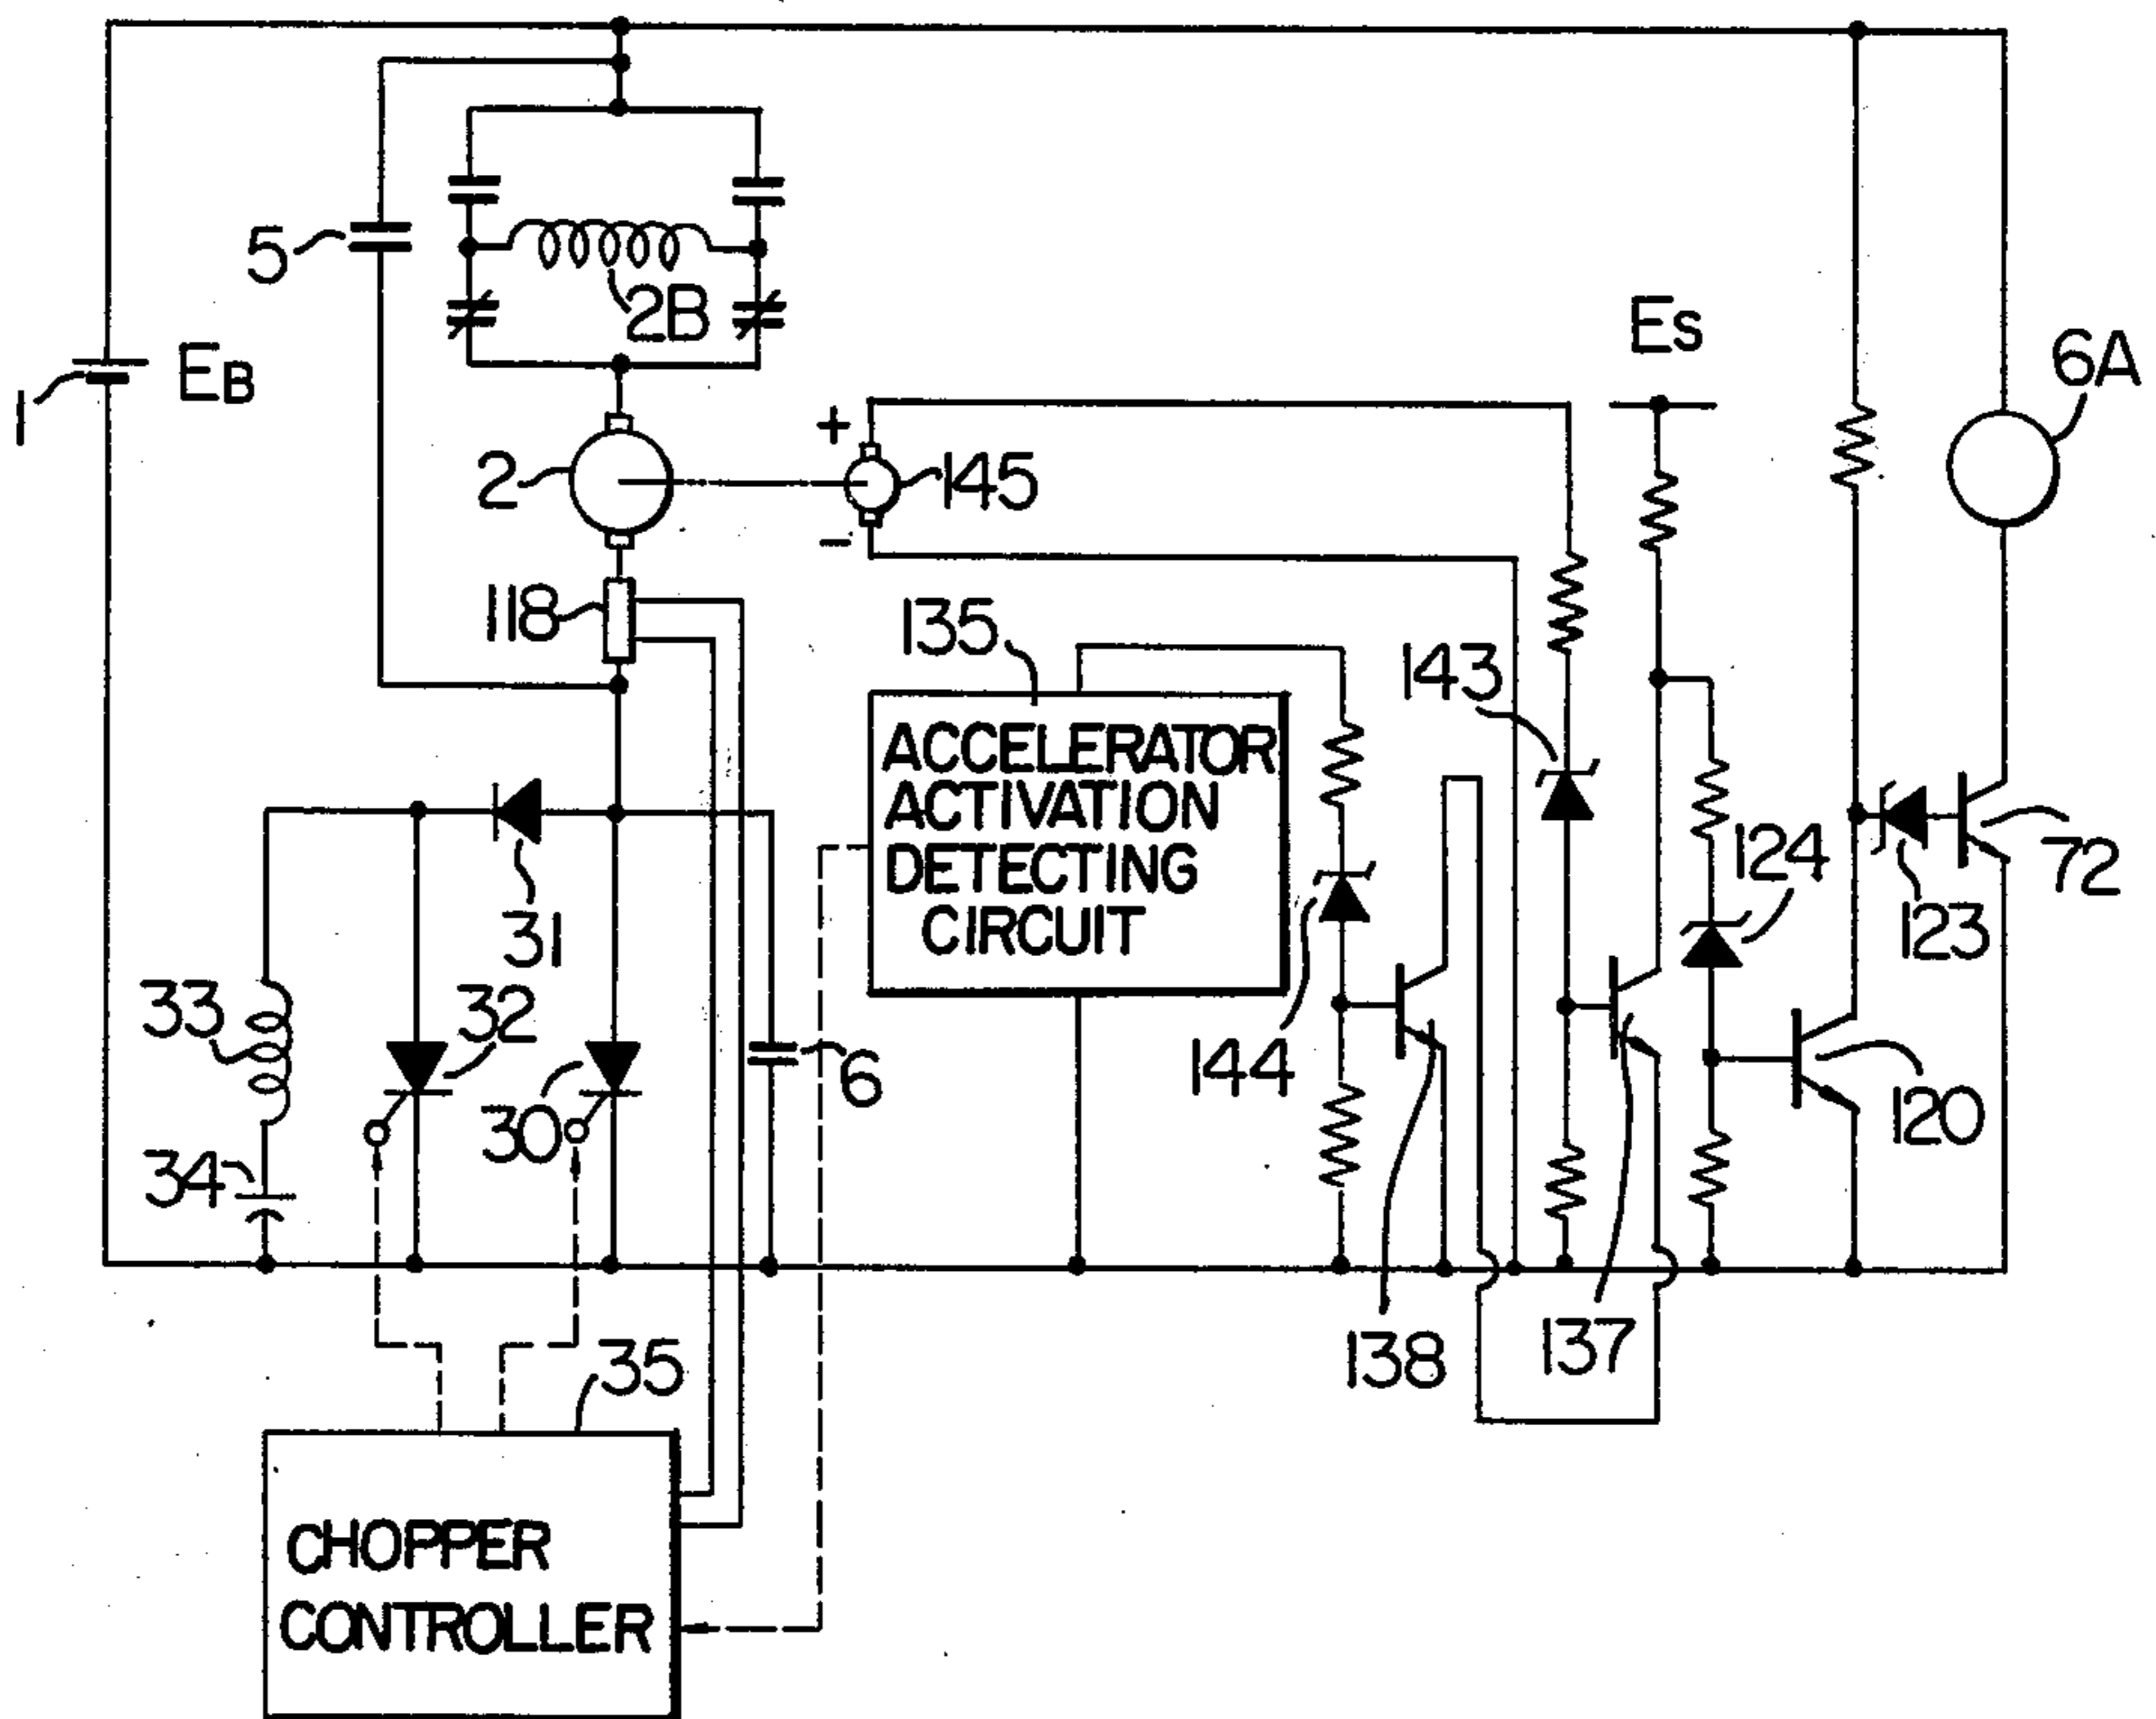 5
2B
Es
1
EB
6A
+
2
145
-
118
135
143
ACCELERATOR
ACTIVATION
DETECTING
CIRCUIT
124
72
31
123
33
32
144
6
30
120
34
138
137
35
CHOPPER
CONTROLLER